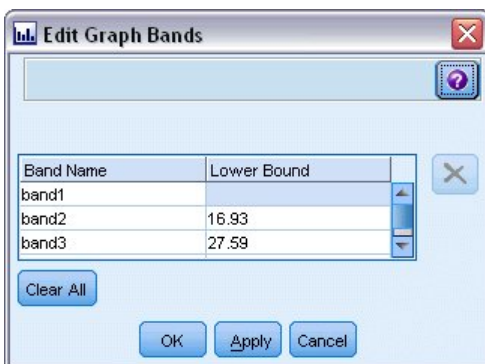 Edit Graph Bands
Band Name Lower Bound
band1
band2 16.93
band3 27.59
Clear All
OK Apply Cancel